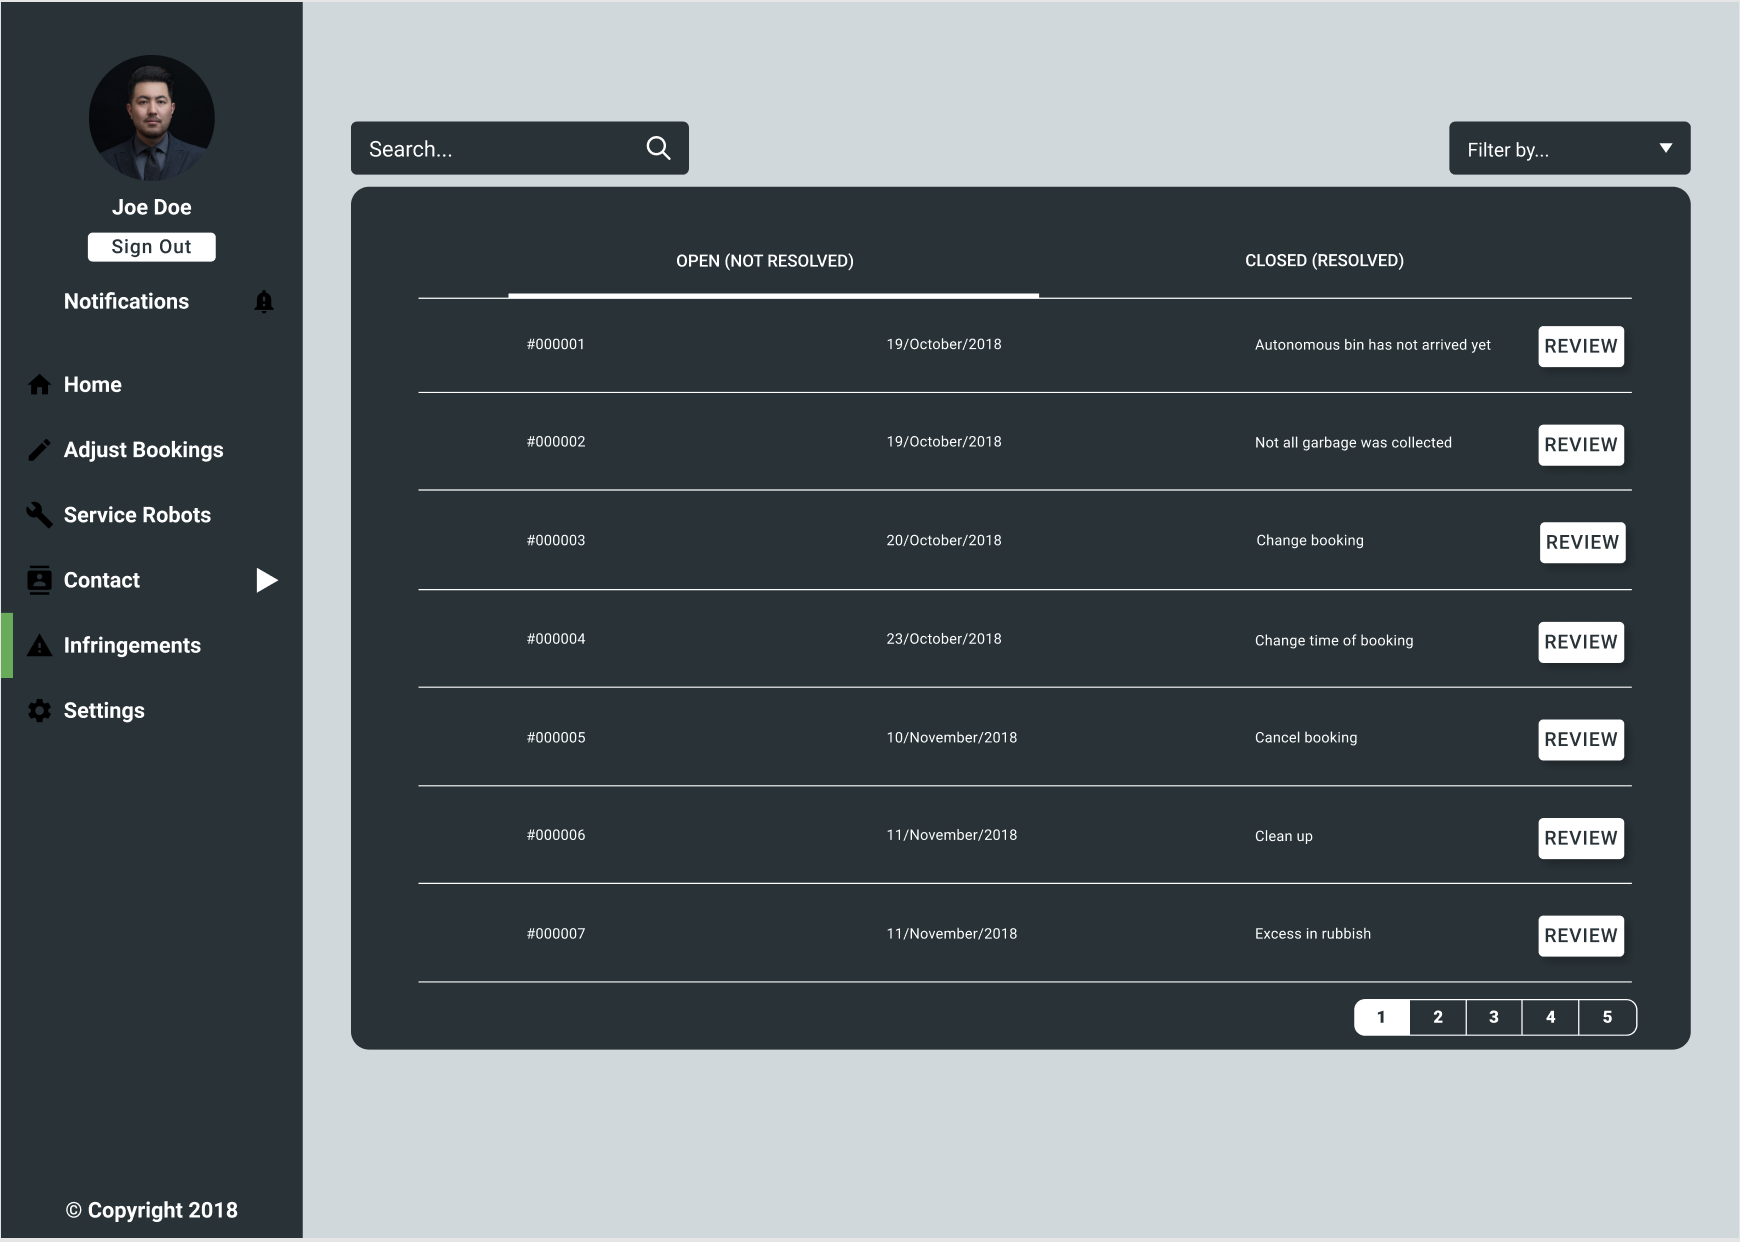 Joe Doe
Sign Out
Notifications
Home
Adjust Bookings
Service Robots
Contact
Infringements
Settings
© Copyright 2018
Search...
Filter by...
OPEN (NOT RESOLVED) CLOSED (RESOLVED)
#000001 19/October/2018 Autonomous bin has not arrived yet REVIEW
#000002 19/October/2018 Not all garbage was collected REVIEW
#000003 20/October/2018 Change booking REVIEW
#000004 23/October/2018 Change time of booking REVIEW
#000005 10/November/2018 Cancel booking REVIEW
#000006 11/November/2018 Clean up REVIEW
#000007 11/November/2018 Excess in rubbish REVIEW
1 2 3 4 5